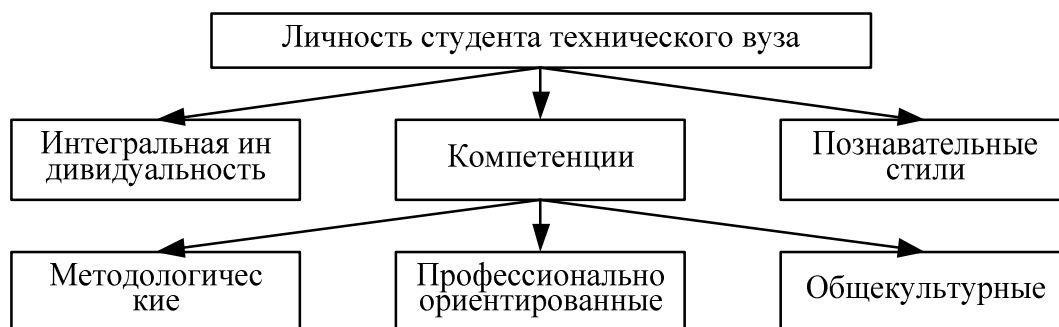 Личность студента технического вуза
Интегральная ин
дивидуальность
Компетенции
Познавательные
стили
Методологичес
кие
Профессионально
ориентированные
Общекультурные